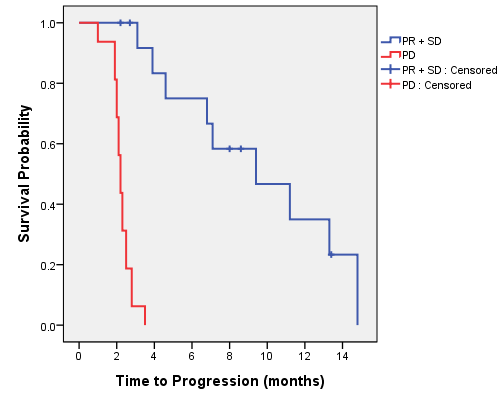 1.0
0.8
0.6
0.4
0.2
0.0
Survival Probability
0 2 4 6 8 10 12 14
Time to Progression (months)
PR + SD
PD
PR + SD : Censored
PD : Censored